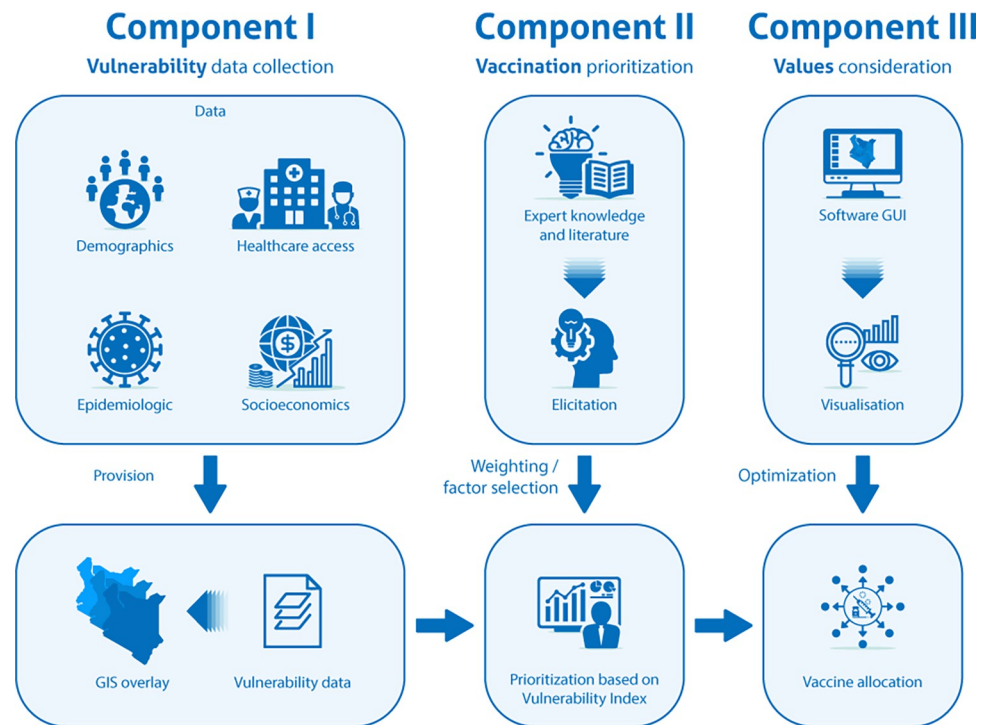 Component I
Vulnerability data collection
Data
Demographics
Healthcare access
Epidemiologic
Socioeconomics
Provision
GIS overlay
Vulnerability data
Component II
Vaccination prioritization
Expert knowledge
and literature
Elicitation
Weighting /
factor selection
Prioritization based on
Vulnerability Index
Component III
Values consideration
Software GUI
Visualisation
Optimization
Vaccine allocation